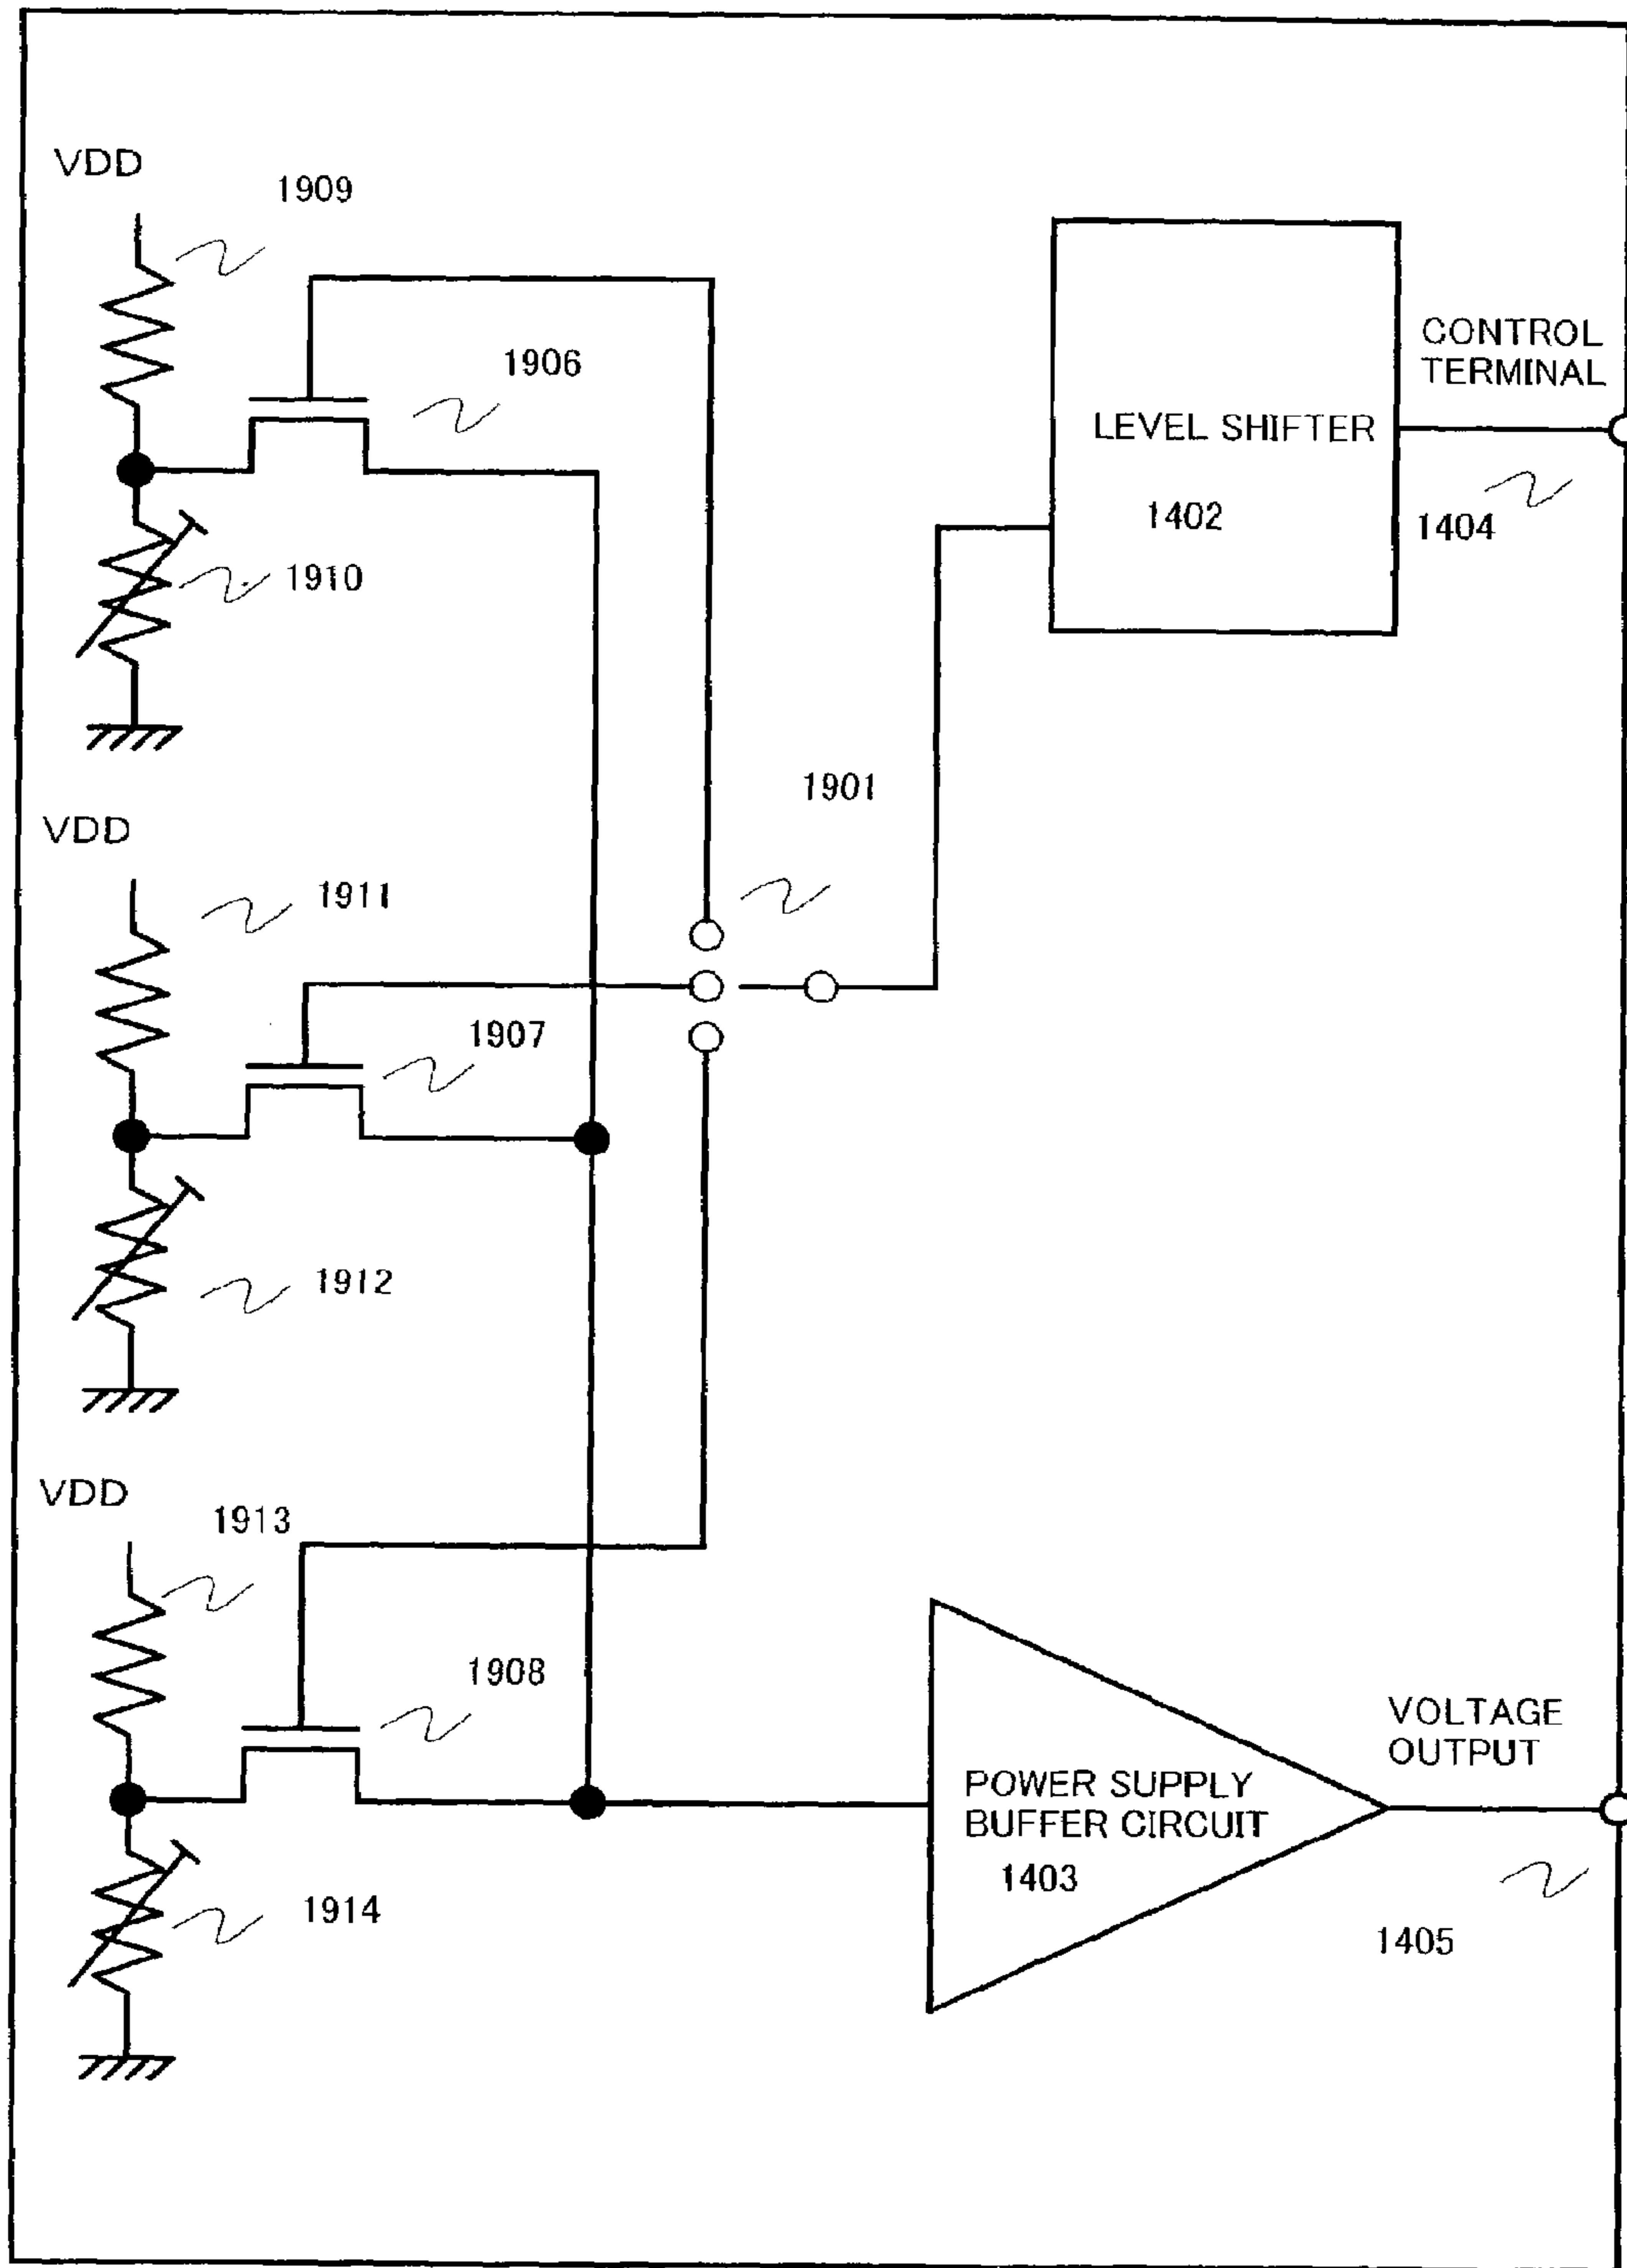 VDD
1909
1906
CONTROL
TERMINAL
LEVEL SHIFTER
1402
1404
1910
1901
VDD
1911
1907
1912
VDD
1913
1908
VOLTAGE
OUTPUT
POWER SUPPLY
BUFFER CIRCUIT
1403
1914
1405